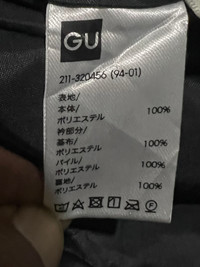 GU
211-320456 (94-01)
表地/
本体/ 100%
ポリエステル
衿部分/
基布/ 100%
ポリエステル
パイル/ 100%
ポリエステル
裏地/ 100%
ポリエステル